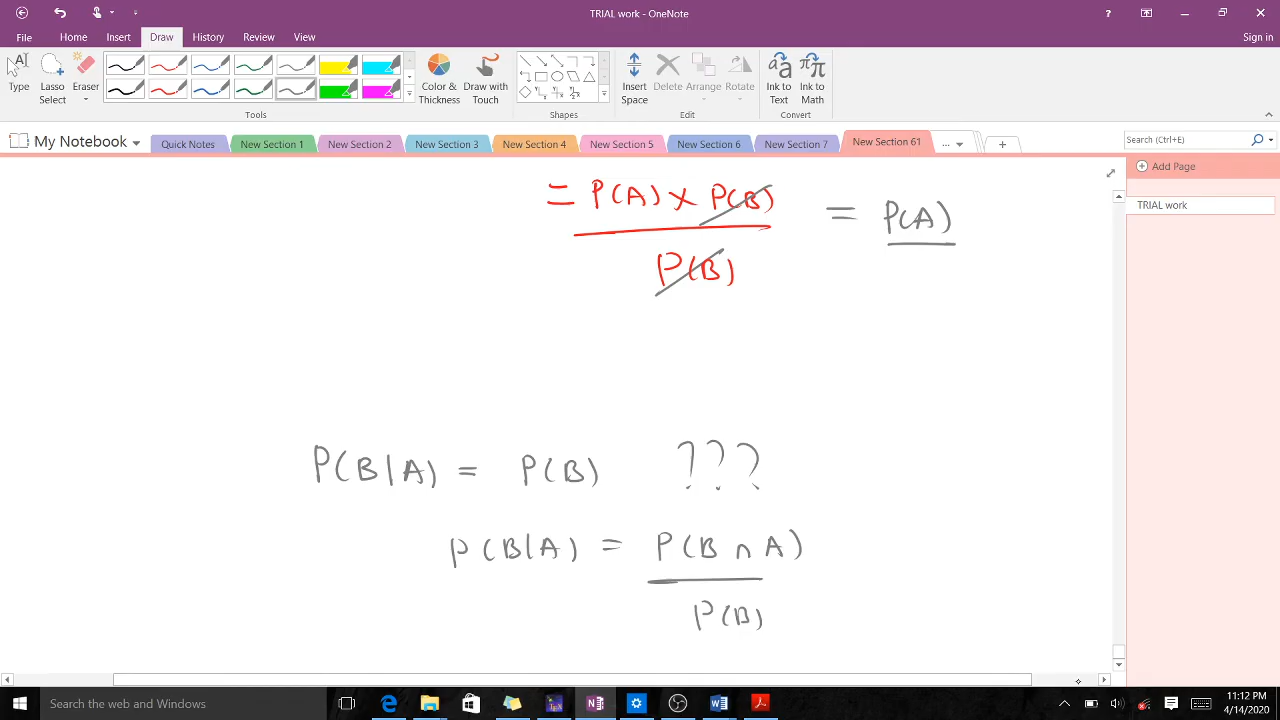 TRIAL work - OneNote
File Home Insert Draw History Review View Sign in
Type Lasso Select Eraser Color & Thickness Draw with Touch Insert Space Delete Arrange Rotate Ink to Text Ink to Math
Tools Shapes Edit Convert
My Notebook Quick Notes New Section 1 New Section 2 New Section 3 New Section 4 New Section 5 New Section 6 New Section 7 New Section 61 ... Search (Ctrl+E)
Add Page
TRIAL work
= P(A) x P(B)
P(B)
= P(A)
P(B|A) = P(B) ???
P(B|A) = P(B ∩ A)
P(B)
Search the web and Windows
11:12 PM
4/14/2020